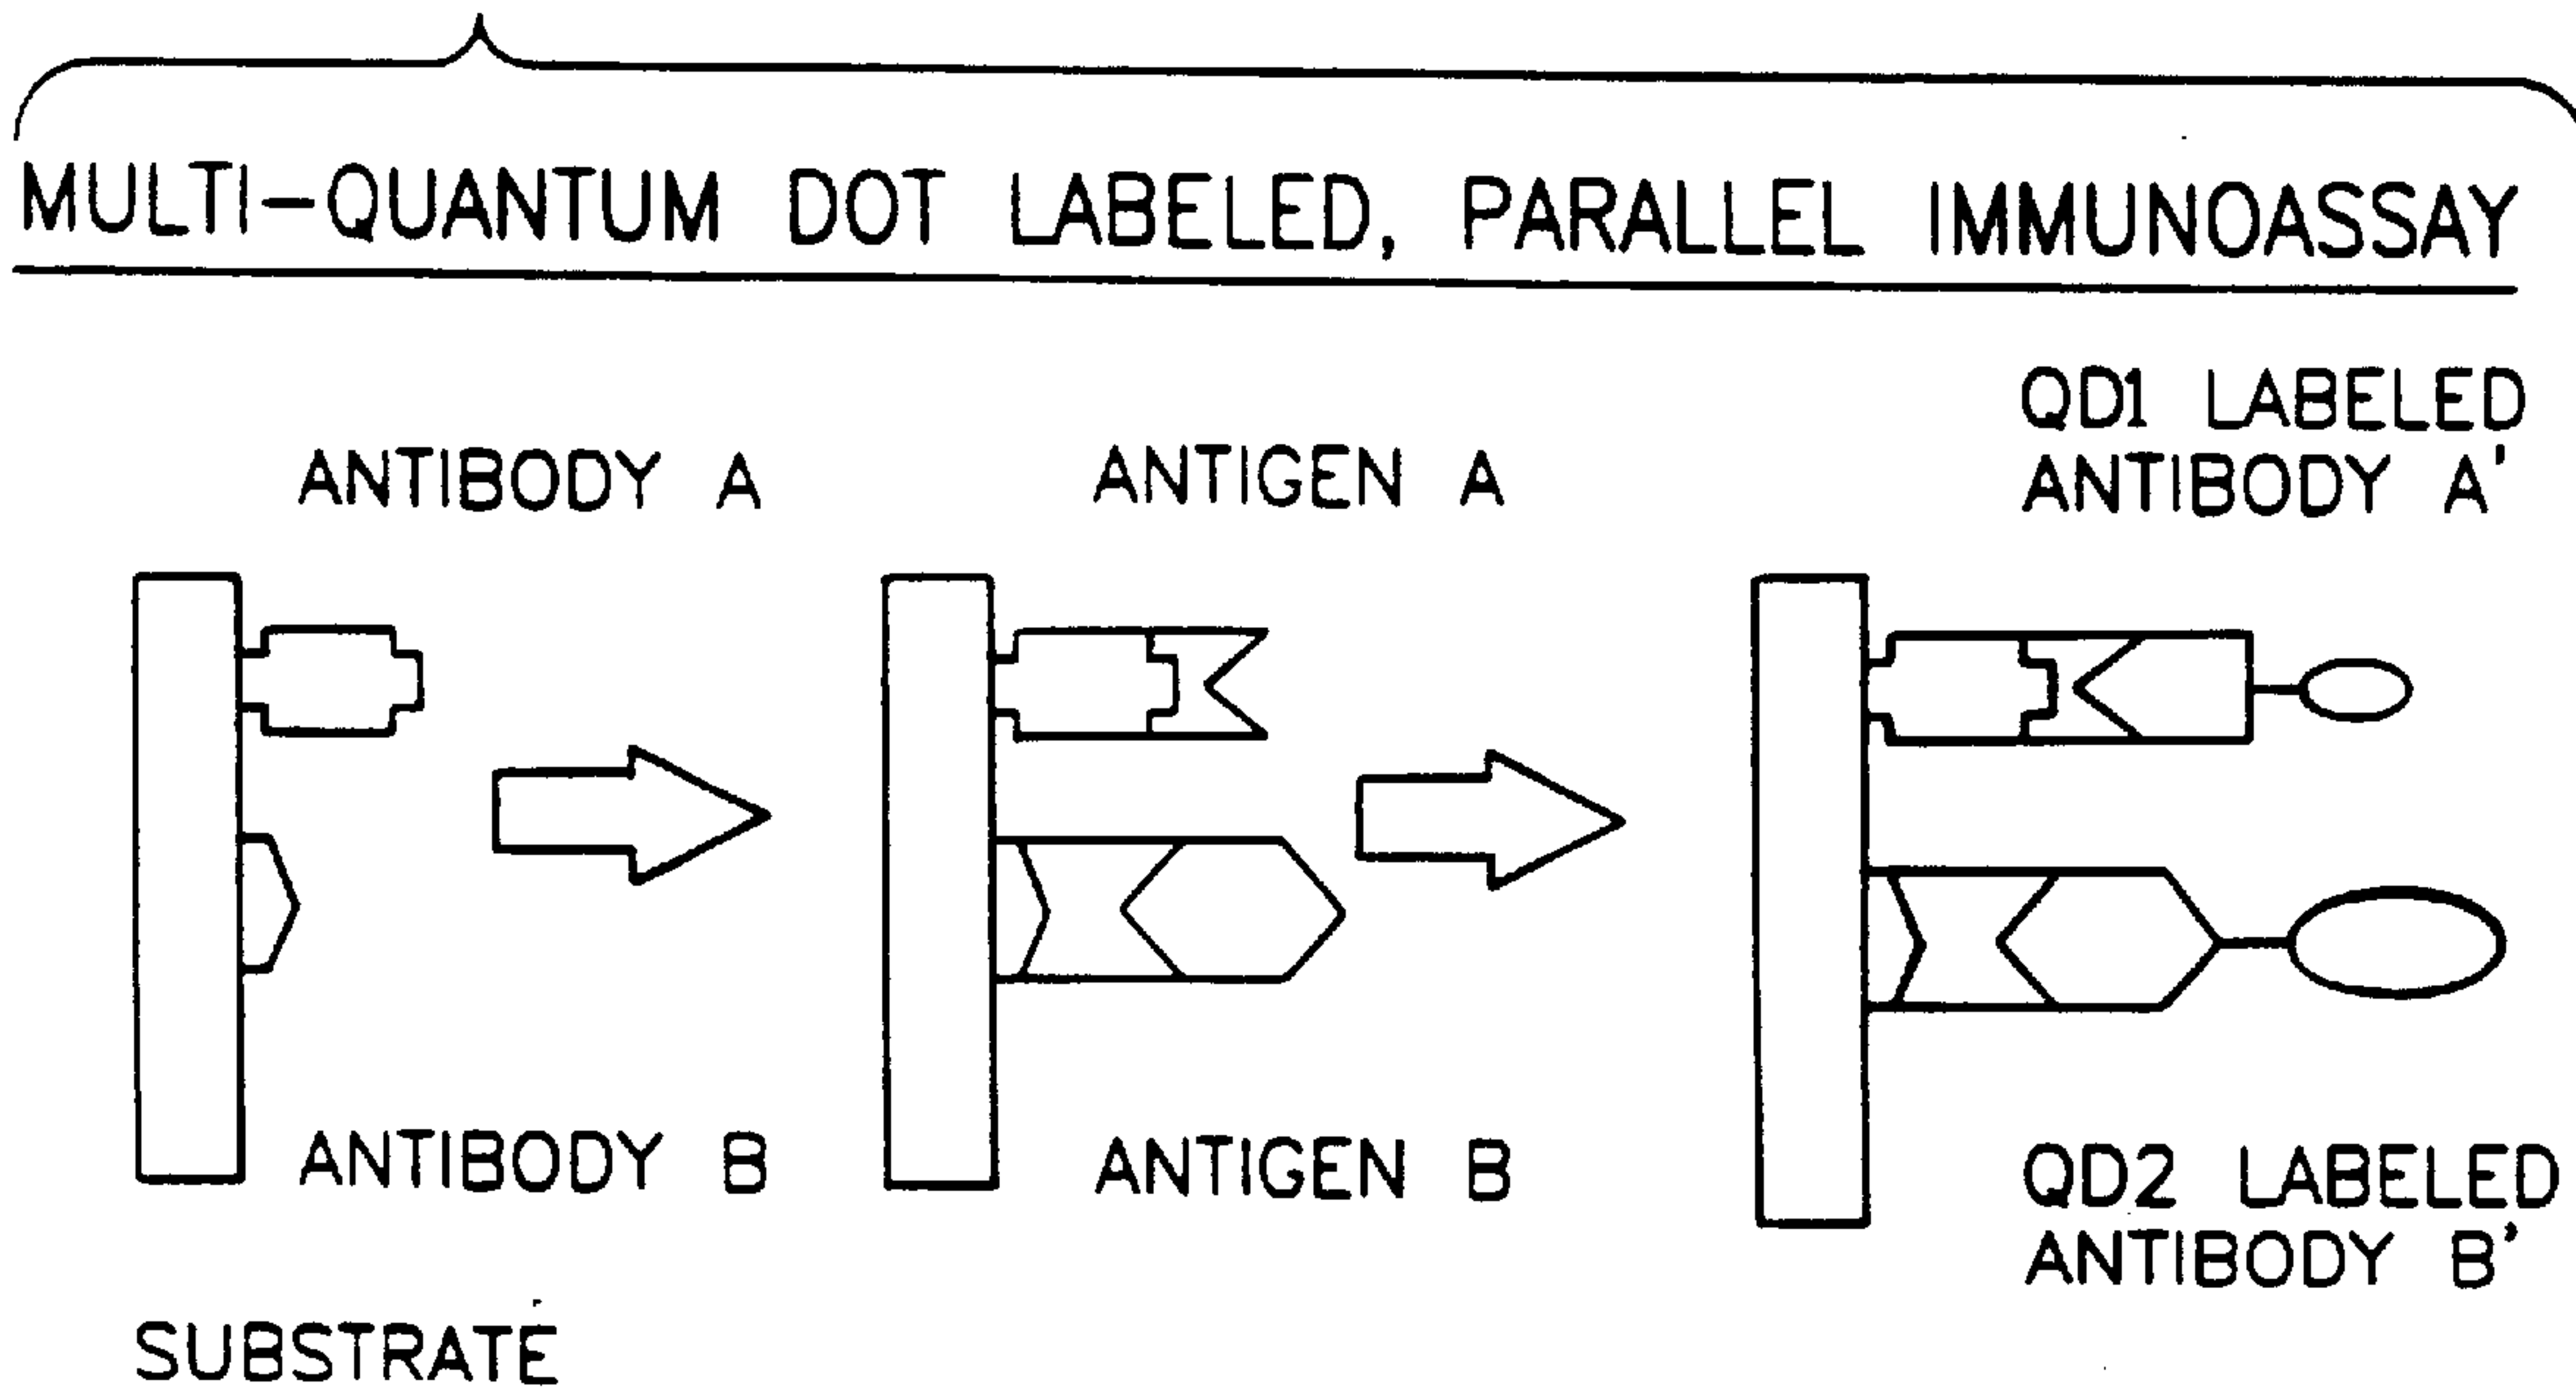 MULTI-QUANTUM DOT LABELED, PARALLEL IMMUNOASSAY
ANTIBODY A
ANTIGEN A
QD1 LABELED
ANTIBODY A'
ANTIBODY B
ANTIGEN B
QD2 LABELED
ANTIBODY B'
SUBSTRATE